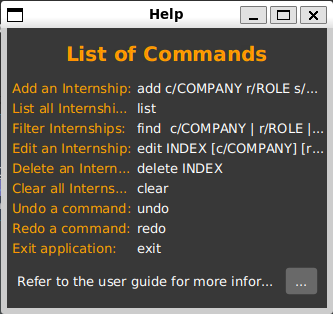 Help
List of Commands
Add an Internship: add c/COMPANY r/ROLE s/...
List all Internshi... list
Filter Internships: find  c/COMPANY | r/ROLE |...
Edit an Internship: edit INDEX [c/COMPANY] [r...
Delete an Intern... delete INDEX
Clear all Interns... clear
Undo a command: undo
Redo a command: redo
Exit application: exit
Refer to the user guide for more infor... ...